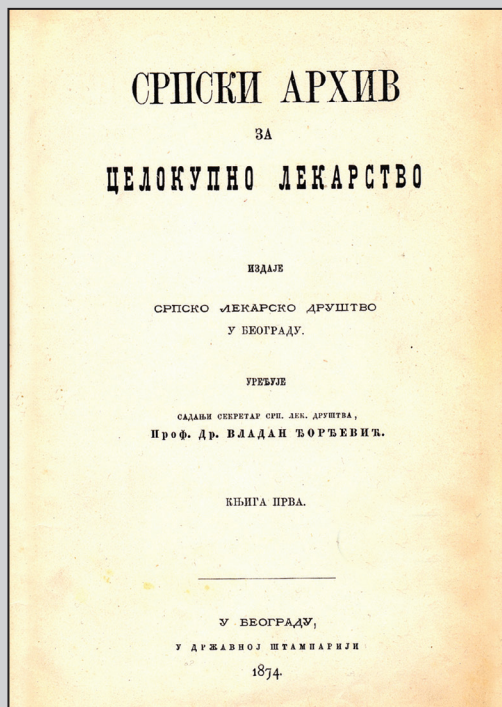 СРПСКИ АРХИВ
ЗА
ЦЕЛОКУПНО ЛЕКАРСТВО
ИЗДАЈЕ
СРПСКО ЛЕКАРСКО ДРУШТВО
У БЕОГРАДУ.
УРЕЂУЈЕ
САДАЊИ СЕКРЕТАР СРП. ЛЕК. ДРУШТВА,
Проф. Др. ВЛАДАН ЂОРЂЕВИЋ.
КЊИГА ПРВА.
У БЕОГРАДУ,
У ДРЖАВНОЈ ШТАМПАРИЈИ
1874.